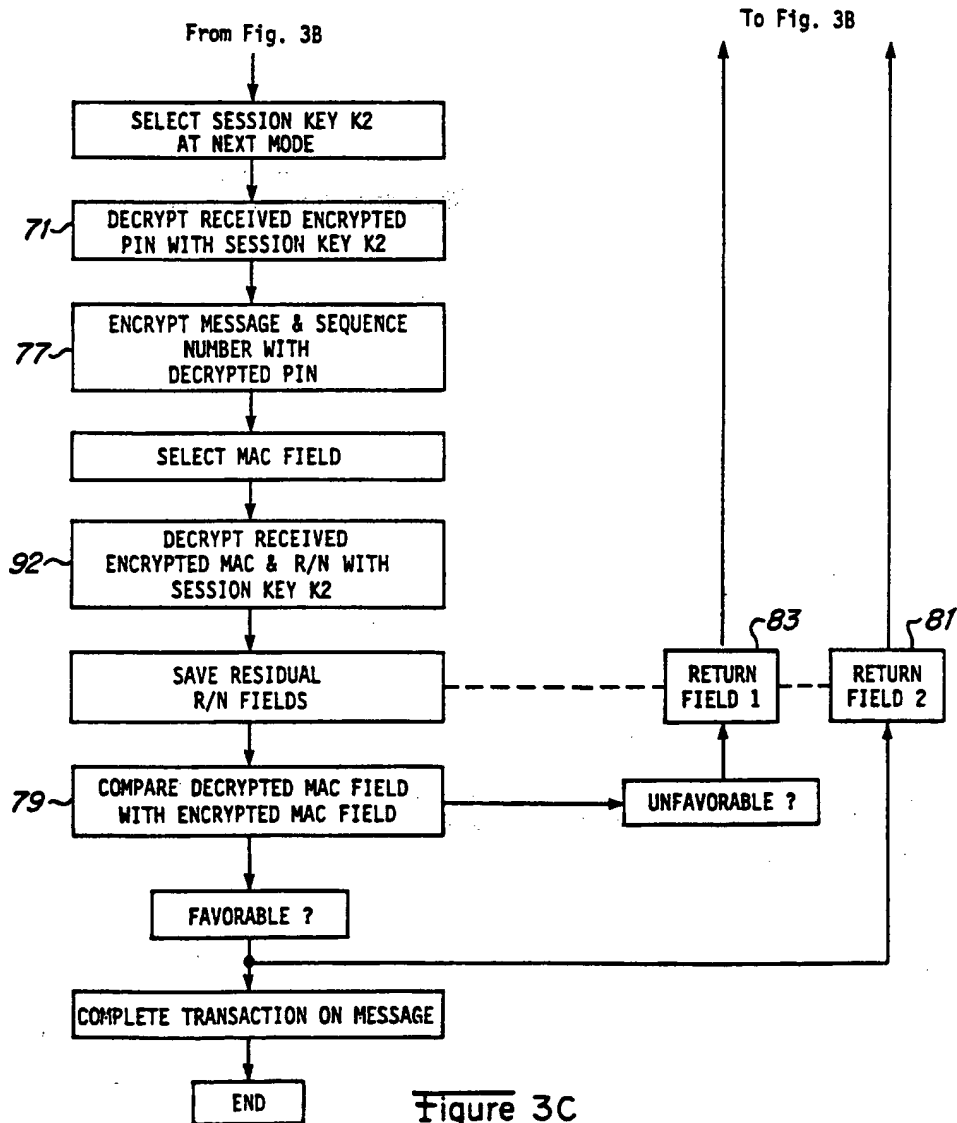 From Fig. 3B
To Fig. 3B
SELECT SESSION KEY K2
AT NEXT MODE
71
DECRYPT RECEIVED ENCRYPTED
PIN WITH SESSION KEY K2
77
ENCRYPT MESSAGE & SEQUENCE
NUMBER WITH
DECRYPTED PIN
SELECT MAC FIELD
92
DECRYPT RECEIVED
ENCRYPTED MAC & R/N WITH
SESSION KEY K2
SAVE RESIDUAL
R/N FIELDS
83
RETURN
FIELD 1
81
RETURN
FIELD 2
79
COMPARE DECRYPTED MAC FIELD
WITH ENCRYPTED MAC FIELD
UNFAVORABLE ?
FAVORABLE ?
COMPLETE TRANSACTION ON MESSAGE
END
Figure 3C